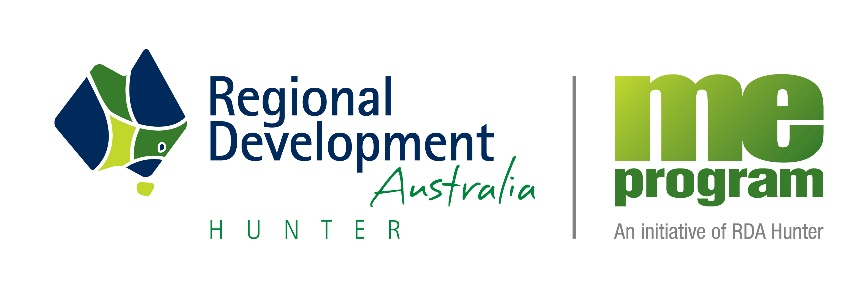 Regional
Development
Australia
HUNTER
me
program
An initiative of RDA Hunter